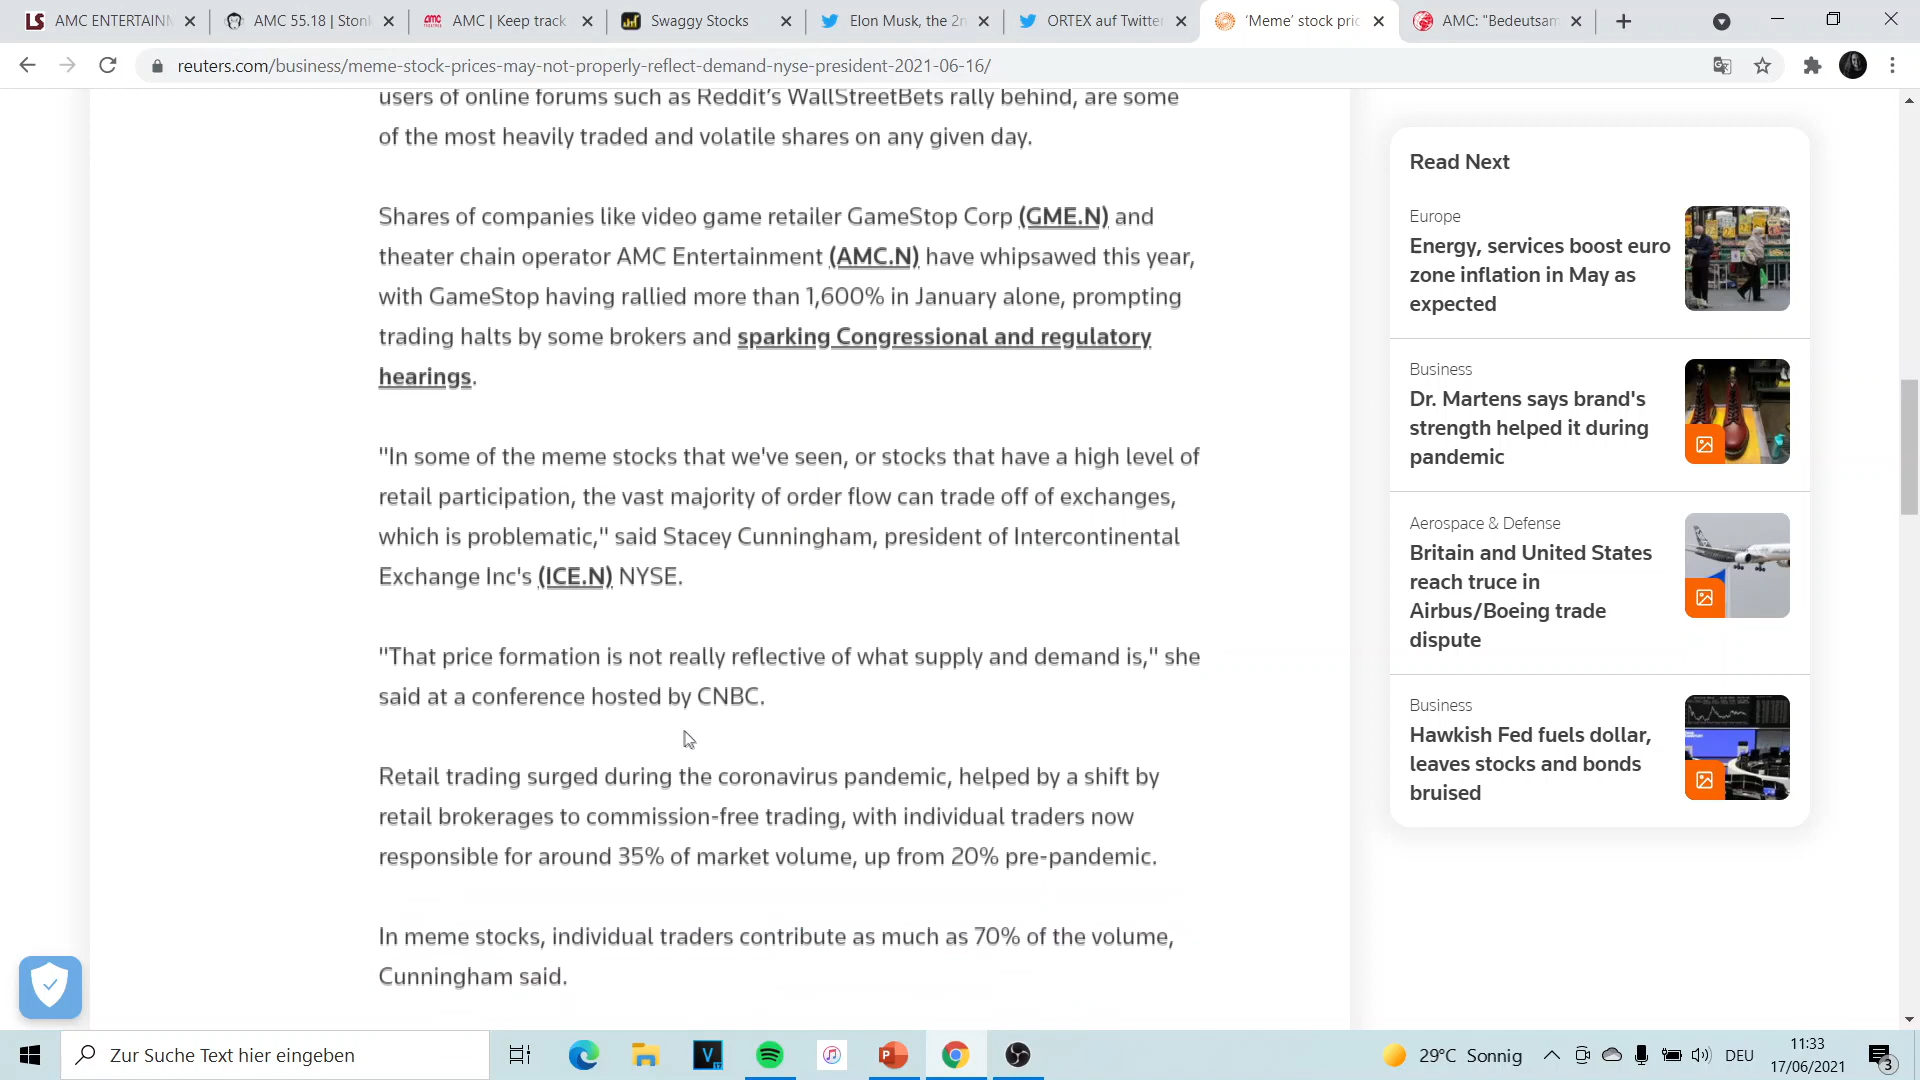 AMC ENTERTAINM
AMC 55.18 | Stonk
AMC | Keep track
Swaggy Stocks
Elon Musk, the 2n
ORTEX auf Twitter
'Meme' stock pric
AMC: "Bedeutsam
reuters.com/business/meme-stock-prices-may-not-properly-reflect-demand-nyse-president-2021-06-16/
users of online forums such as Reddit's WallStreetBets rally behind, are some
of the most heavily traded and volatile shares on any given day.
Shares of companies like video game retailer GameStop Corp (GME.N) and
theater chain operator AMC Entertainment (AMC.N) have whipsawed this year,
with GameStop having rallied more than 1,600% in January alone, prompting
trading halts by some brokers and sparking Congressional and regulatory
hearings.
"In some of the meme stocks that we've seen, or stocks that have a high level of
retail participation, the vast majority of order flow can trade off of exchanges,
which is problematic," said Stacey Cunningham, president of Intercontinental
Exchange Inc's (ICE.N) NYSE.
"That price formation is not really reflective of what supply and demand is," she
said at a conference hosted by CNBC.
Retail trading surged during the coronavirus pandemic, helped by a shift by
retail brokerages to commission-free trading, with individual traders now
responsible for around 35% of market volume, up from 20% pre-pandemic.
In meme stocks, individual traders contribute as much as 70% of the volume,
Cunningham said.
Read Next
Europe
Energy, services boost euro
zone inflation in May as
expected
Business
Dr. Martens says brand's
strength helped it during
pandemic
Aerospace & Defense
Britain and United States
reach truce in
Airbus/Boeing trade
dispute
Business
Hawkish Fed fuels dollar,
leaves stocks and bonds
bruised
Zur Suche Text hier eingeben
29°C Sonnig
DEU
11:33
17/06/2021
3